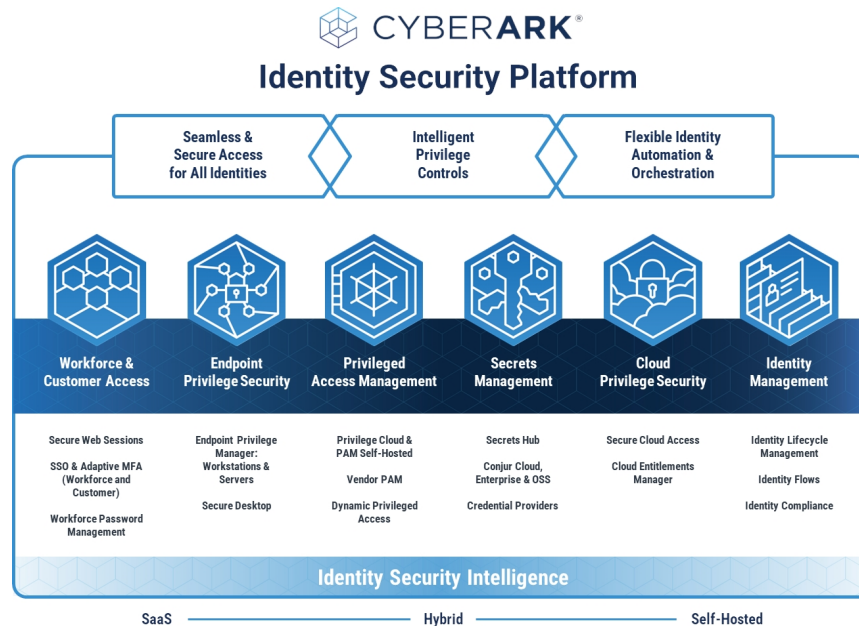 CYBERARK®
Identity Security Platform
Seamless &
Secure Access
for All Identities
Intelligent
Privilege
Controls
Flexible Identity
Automation &
Orchestration
Workforce &
Customer Access
Endpoint
Privilege Security
Privileged
Access Management
Secrets
Management
Cloud
Privilege Security
Identity
Management
Secure Web Sessions
SSO & Adaptive MFA
(Workforce and
Customer)
Workforce Password
Management
Endpoint Privilege
Manager:
Workstations &
Servers
Secure Desktop
Privilege Cloud &
PAM Self-Hosted
Vendor PAM
Dynamic Privileged
Access
Secrets Hub
Conjur Cloud,
Enterprise & OSS
Credential Providers
Secure Cloud Access
Cloud Entitlements
Manager
Identity Lifecycle
Management
Identity Flows
Identity Compliance
Identity Security Intelligence
SaaS
Hybrid
Self-Hosted